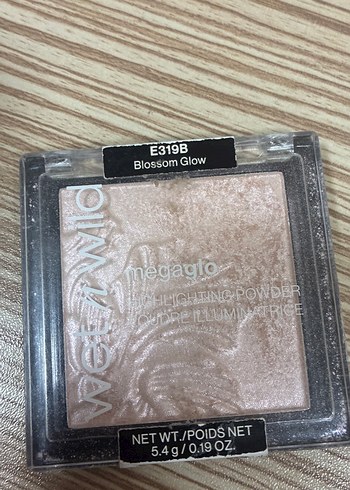 E319B
Blossom Glow
wet n wild
megaglo
HIGHLIGHTING POWDER
POUDRE ILLUMINATRICE
NET WT./POIDS NET
5.4 g / 0.19 OZ.